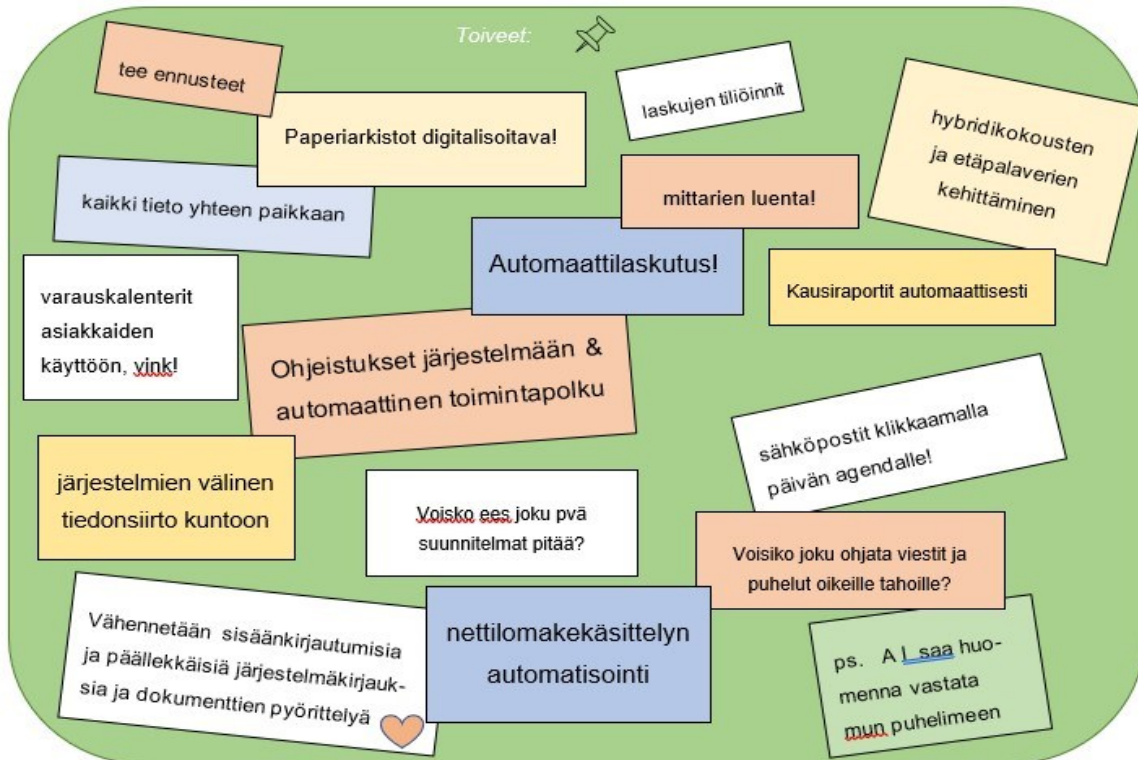 Toiveet:
tee ennusteet
Paperiarkistot digitalisoitava!
laskujen tiliöinnit
hybridikokousten
ja etäpalaverien
kehittäminen
kaikki tieto yhteen paikkaan
mittarien luenta!
Automaattilaskutus!
Kausiraportit automaattisesti
varauskalenterit
asiakkaiden
käyttöön, vink!
Ohjeistukset järjestelmään &
automaattinen toimintapolku
sähköpostit klikkaamalla
päivän agendalle!
järjestelmien välinen
tiedonsiirto kuntoon
Voisko ees joku pvä
suunnitelmat pitää?
Voisiko joku ohjata viestit ja
puhelut oikeille tahoille?
Vähennetään sisäänkirjautumisia
ja päällekkäisiä järjestelmäkirjauk-
sia ja dokumenttien pyörittelyä
nettilomakekäsittelyn
automatisointi
ps. A I saa huo-
menna vastata
mun puhelimeen